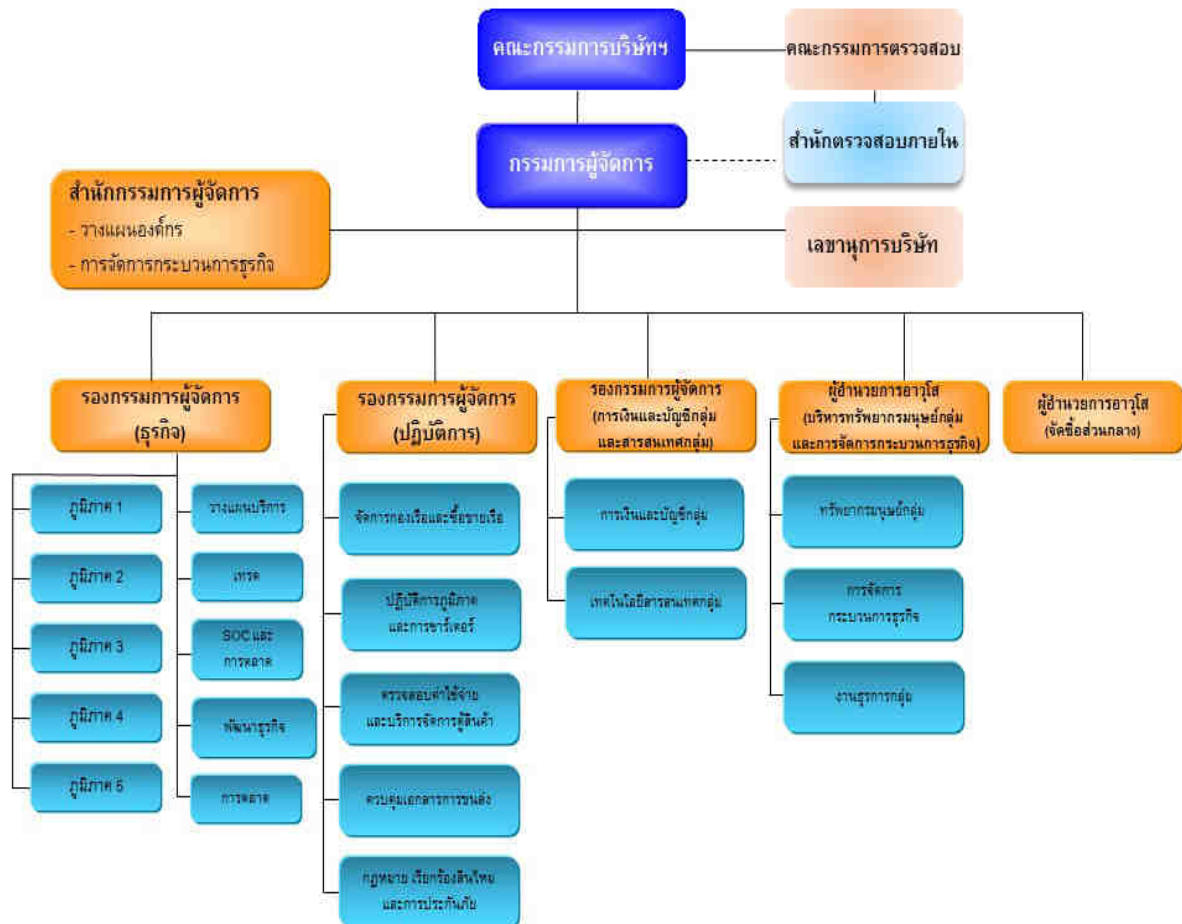 คณะกรรมการบริษัทฯ
คณะกรรมการตรวจสอบ
กรรมการผู้จัดการ
สำนักตรวจสอบภายใน
สำนักกรรมการผู้จัดการ
- วางแผนองค์กร
- การจัดการกระบวนการธุรกิจ
เลขานุการบริษัท
รองกรรมการผู้จัดการ
(ธุรกิจ)
ภูมิภาค 1
ภูมิภาค 2
ภูมิภาค 3
ภูมิภาค 4
ภูมิภาค 5
วางแผนบริการ
เทรด
SOC และ
การตลาด
พัฒนาธุรกิจ
การตลาด
รองกรรมการผู้จัดการ
(ปฏิบัติการ)
จัดการกองเรือและซื้อขายเรือ
ปฏิบัติการภูมิภาค
และการชาร์เตอร์
ตรวจสอบค่าใช้จ่าย
และบริการจัดการตู้สินค้า
ควบคุมเอกสารการขนส่ง
กฎหมาย เรียกร้องสินไหม
และการประกันภัย
รองกรรมการผู้จัดการ
(การเงินและบัญชีกลุ่ม
และสารสนเทศกลุ่ม)
การเงินและบัญชีกลุ่ม
เทคโนโลยีสารสนเทศกลุ่ม
ผู้อำนวยการอาวุโส
(บริหารทรัพยากรมนุษย์กลุ่ม
และการจัดการกระบวนการธุรกิจ)
ทรัพยากรมนุษย์กลุ่ม
การจัดการ
กระบวนการธุรกิจ
งานธุรการกลุ่ม
ผู้อำนวยการอาวุโส
(จัดซื้อส่วนกลาง)